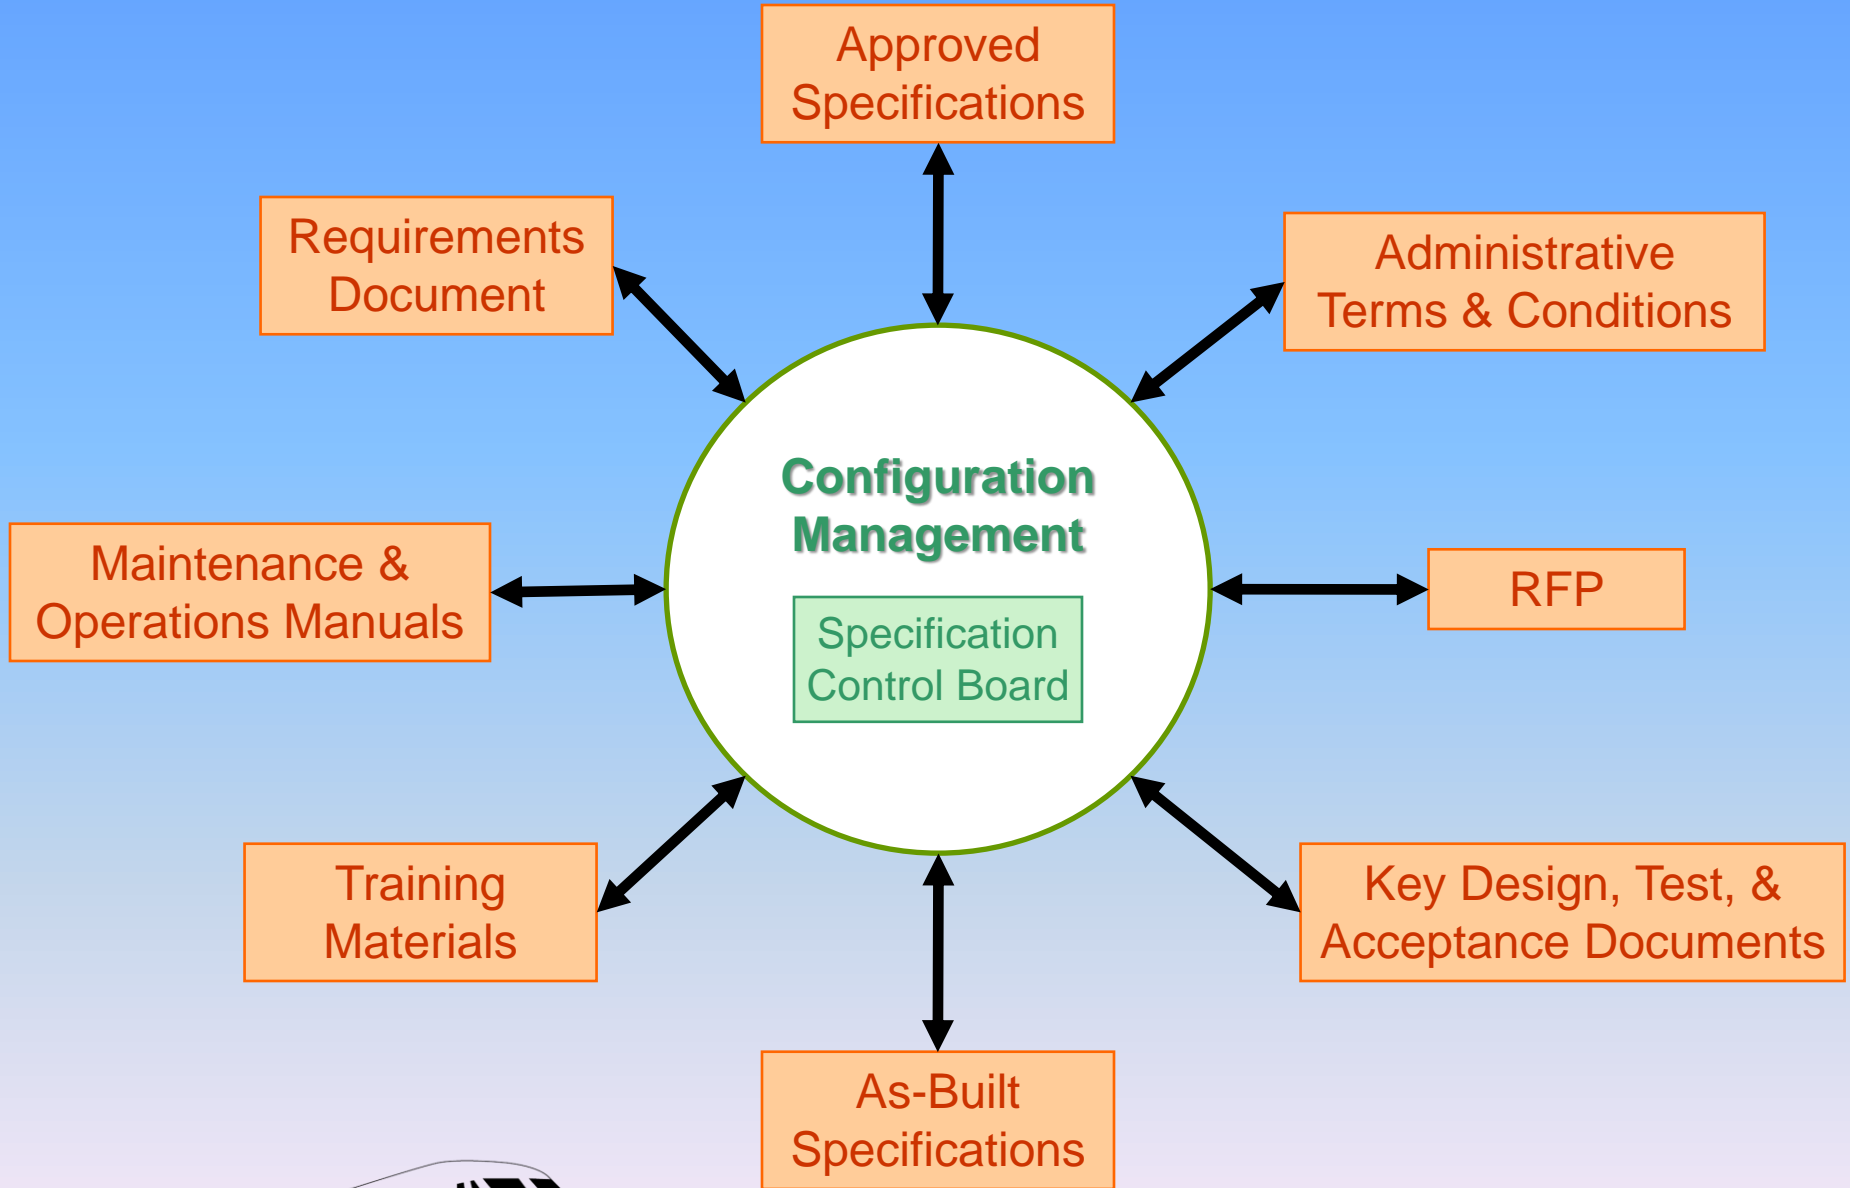 Approved
Specifications
Requirements
Document
Administrative
Terms & Conditions
Configuration
Management
Specification
Control Board
Maintenance &
Operations Manuals
RFP
Training
Materials
Key Design, Test, &
Acceptance Documents
As-Built
Specifications